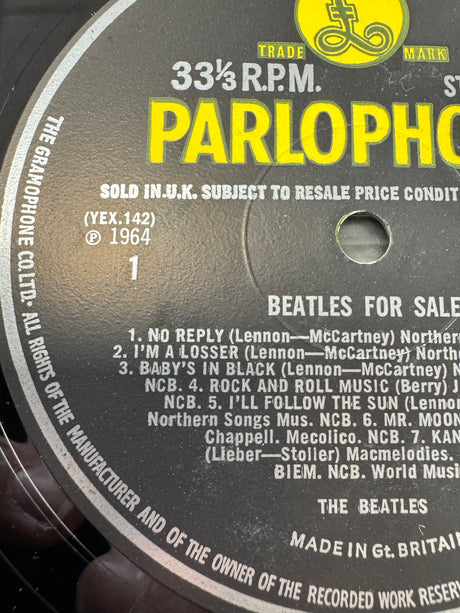 TRADE MARK
33⅓ R.P.M. ST
PARLOPHO
SOLD IN U.K. SUBJECT TO RESALE PRICE CONDIT
(YEX.142)
℗ 1964
1
BEATLES FOR SALE
1. NO REPLY (Lennon—McCartney) Northern
2. I'M A LOSSER (Lennon—McCartney) Northe
3. BABY'S IN BLACK (Lennon—McCartney) N
NCB. 4. ROCK AND ROLL MUSIC (Berry) J
NCB. 5. I'LL FOLLOW THE SUN (Lennon
Northern Songs Mus. NCB. 6. MR. MOON
Chappell. Mecolico. NCB. 7. KAN
(Lieber—Stoller) Macmelodies.
BIEM. NCB. World Musi
THE BEATLES
MADE IN Gt. BRITAIN
THE GRAMOPHONE CO. LTD· ALL RIGHTS OF THE MANUFACTURER AND OF THE OWNER OF THE RECORDED WORK RESERV